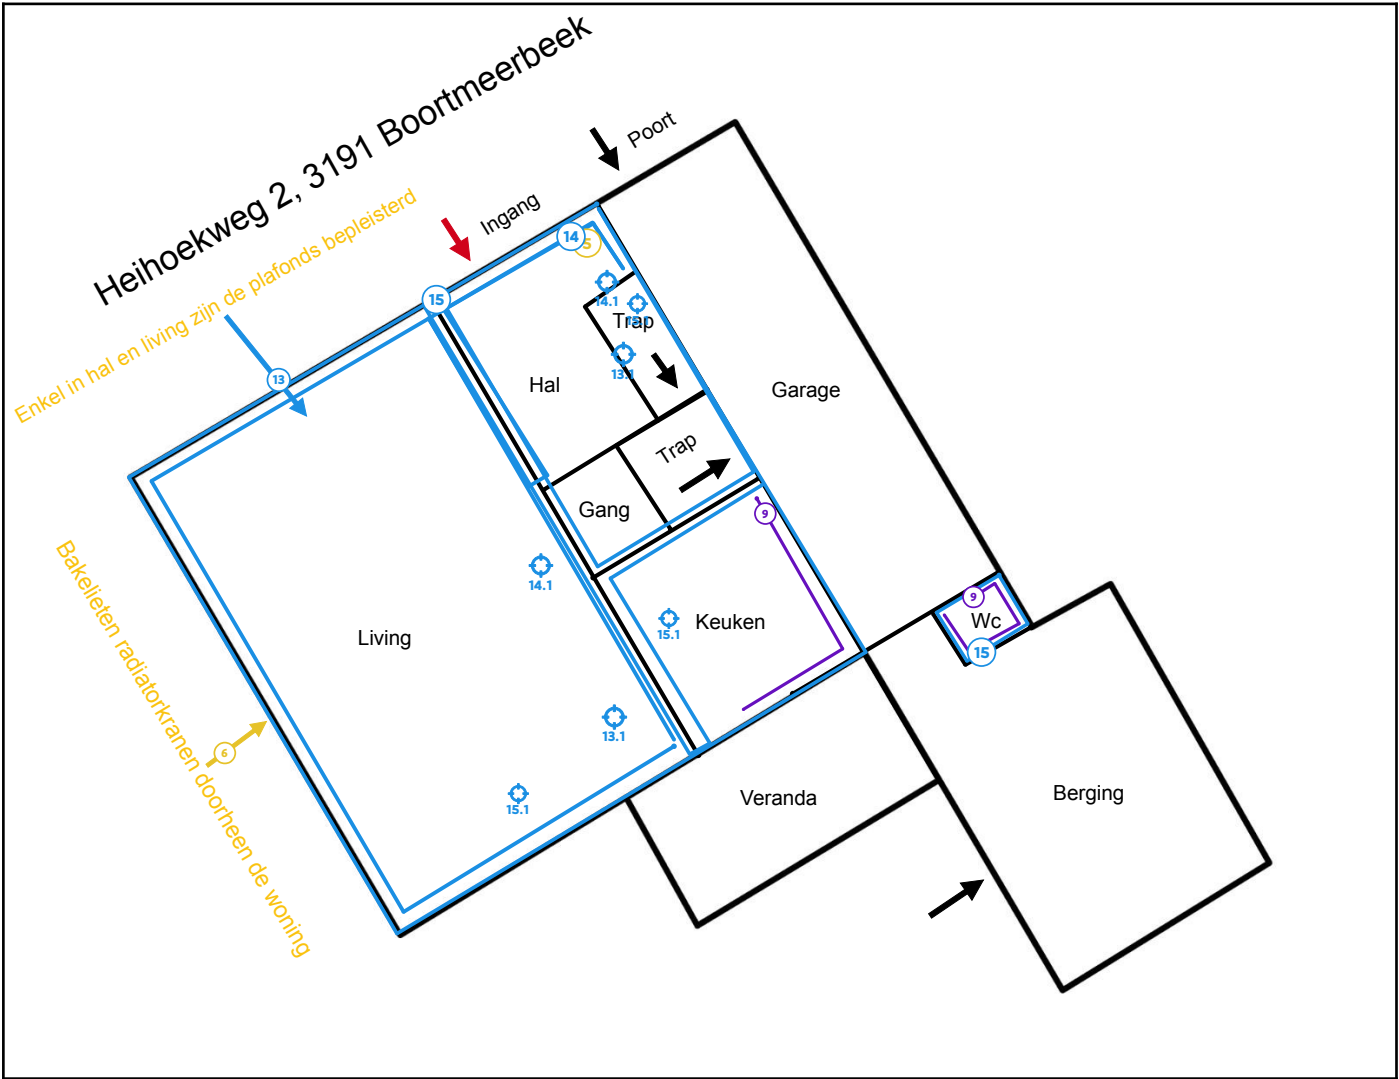 Heihoekweg 2, 3191 Boortmeerbeek
Poort
Ingang
Enkel in hal en living zijn de plafonds bepleisterd
14
5
15
14.1
Trap
13
13.1
Hal
Garage
Trap
Gang
9
Bakelieten radiatorkranen doorheen de woning
14.1
9
Keuken
Wc
15.1
Living
15
13.1
6
15.1
Veranda
Berging